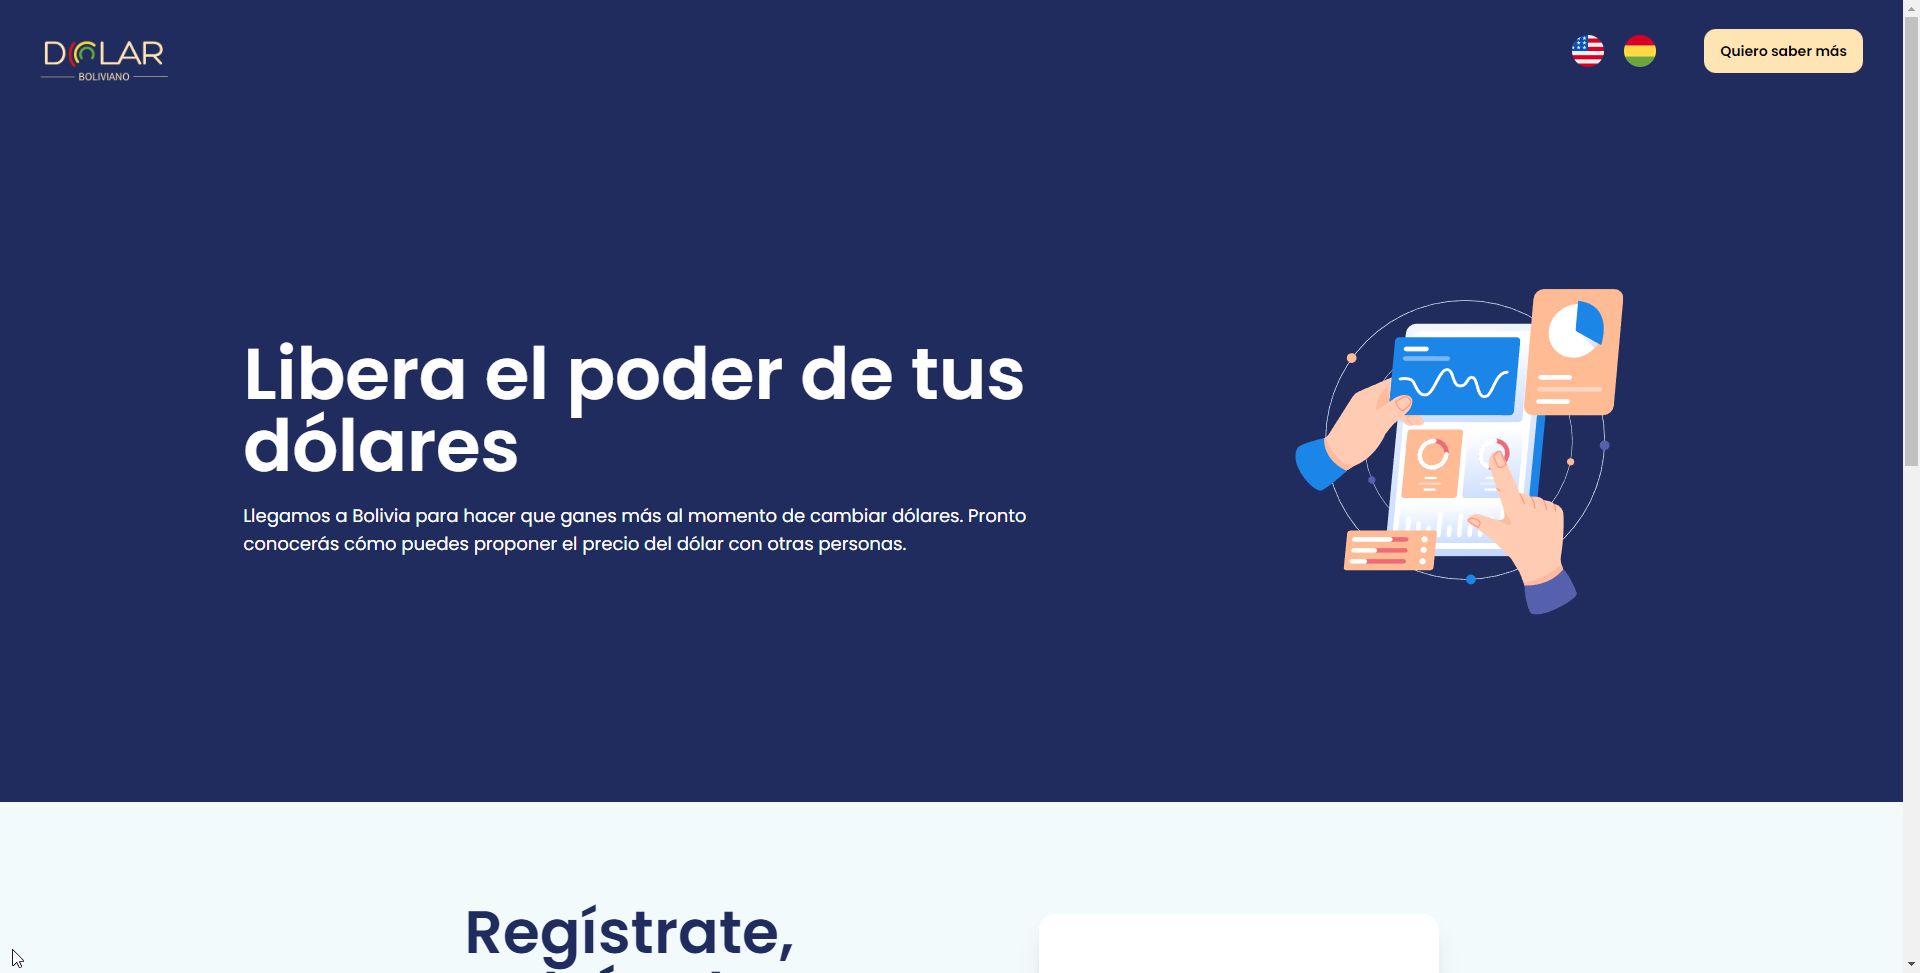 DOLAR
BOLIVIANO
Quiero saber más
Libera el poder de tus
dólares
Llegamos a Bolivia para hacer que ganes más al momento de cambiar dólares. Pronto
conocerás cómo puedes proponer el precio del dólar con otras personas.
Regístrate,